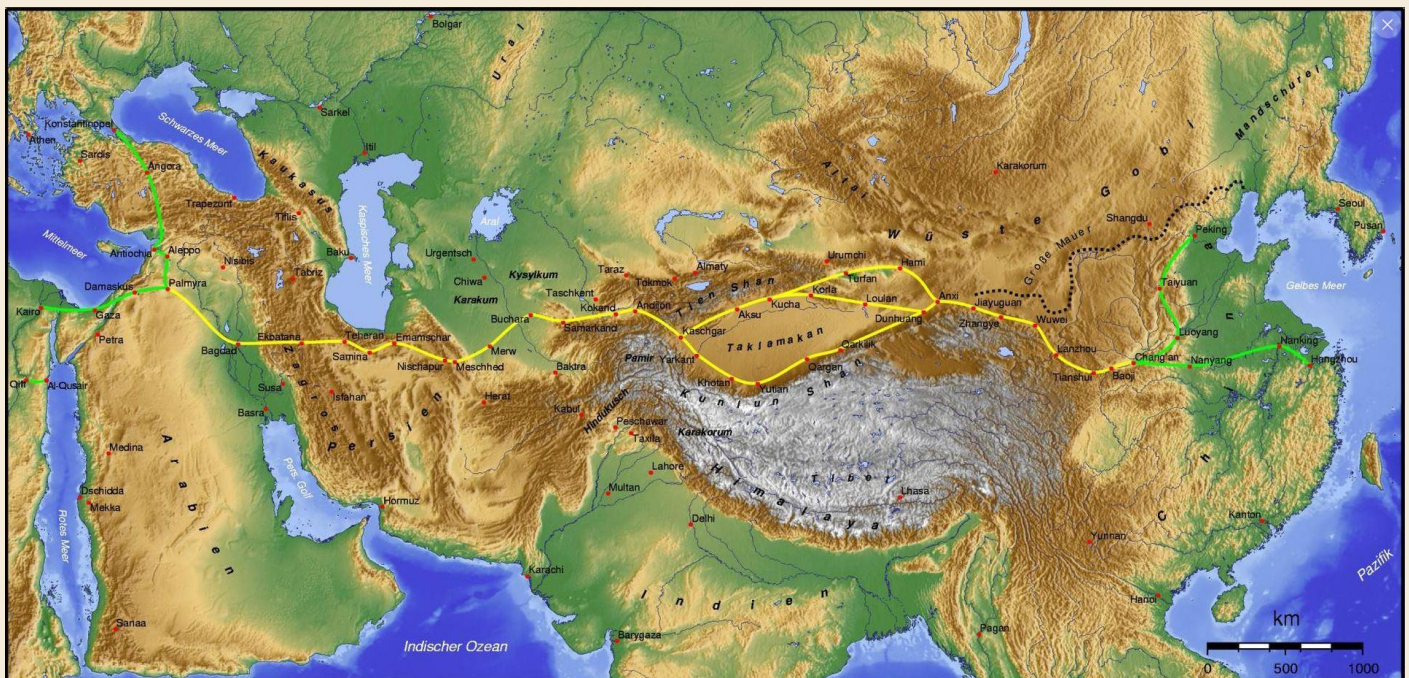 Bolgar
Ural
Sarkel
Konstantinopel
Schwarzes Meer
Athen
Sardis
Angora
Itil
Kaukasus
Trapezont
Tiflis
Kaspisches Meer
Aral
Altai
Karakorum
Wüste Gobi
Mandschurei
Shangdu
Große Mauer
Peking
Seoul
Pusan
Mittelmeer
Antiochia
Aleppo
Nisibis
Tabriz
Baku
Urgentsch
Chiwa
Kysylkum
Karakum
Taraz
Tokmok
Almaty
Urumchi
Turfan
Hami
Tien Shan
Damaskus
Palmyra
Taschkent
Kokand
Andijon
Korla
Kucha
Aksu
Loulan
Dunhuang
Anxi
Jiayuguan
Zhangye
Wuwei
Taiyuan
Gelbes Meer
Kairo
Gaza
Petra
Bagdad
Ekbatana
Teheran
Samina
Emamschar
Nischapur
Meschhed
Merw
Buchara
Samarkand
Kaschgar
Taklamakan
Yarkant
Pamir
Qarkilik
Qargan
Khotan
Yutian
Kunlun Shan
Lanzhou
Tianshui
Baoji
Chang'an
Luoyang
Nanyang
Nanking
Hangzhou
Qift
Al-Qusair
Susa
Basra
Isfahan
Zagros
Persien
Herat
Baktra
Kabul
Hindukusch
Peschawar
Taxila
Karakorum
Himalaya
Tibet
Lhasa
Lahore
Multan
Delhi
Medina
Arabien
Pers. Golf
Hormuz
Dschidda
Mekka
Rotes Meer
Sanaa
Karachi
Indien
Barygaza
Indischer Ozean
Pagan
Yunnan
Hanoi
Kanton
China
Pazifik
km
0 500 1000